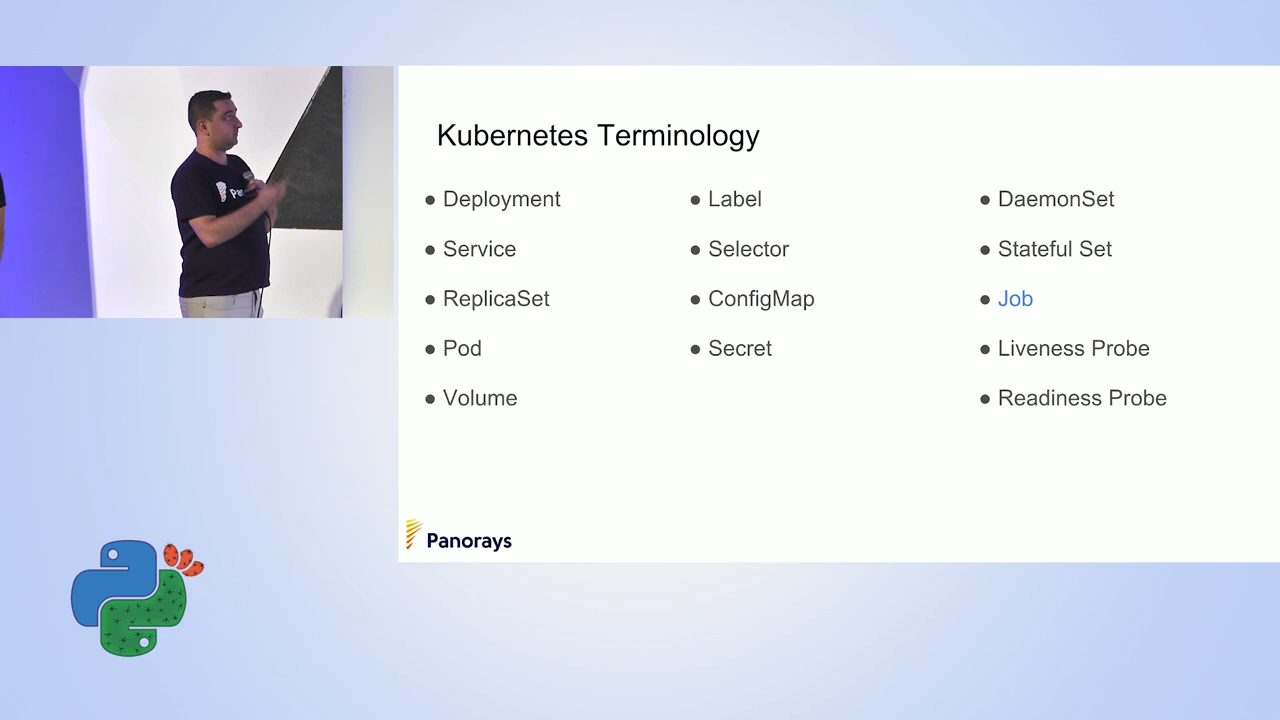 Kubernetes Terminology
● Deployment
● Service
● ReplicaSet
● Pod
● Volume
● Label
● Selector
● ConfigMap
● Secret
● DaemonSet
● Stateful Set
● Job
● Liveness Probe
● Readiness Probe
Panorays